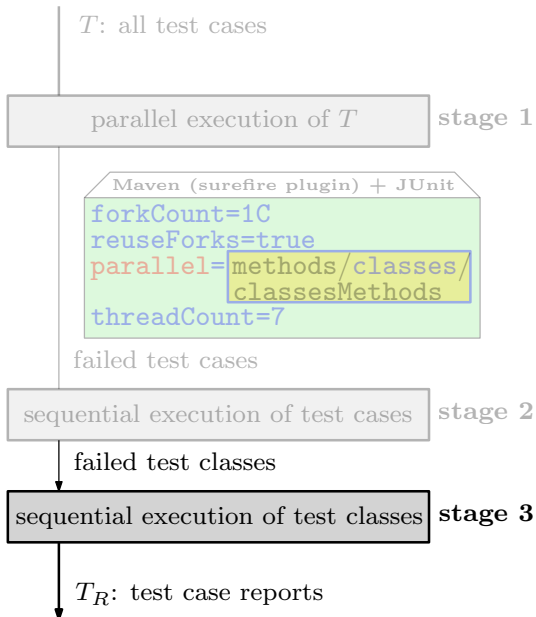 T: all test cases
parallel execution of T
stage 1
Maven (surefire plugin) + JUnit
forkCount=1C
reuseForks=true
parallel=methods/classes/
classesMethods
threadCount=7
failed test cases
sequential execution of test cases
stage 2
failed test classes
sequential execution of test classes
stage 3
T_R: test case reports